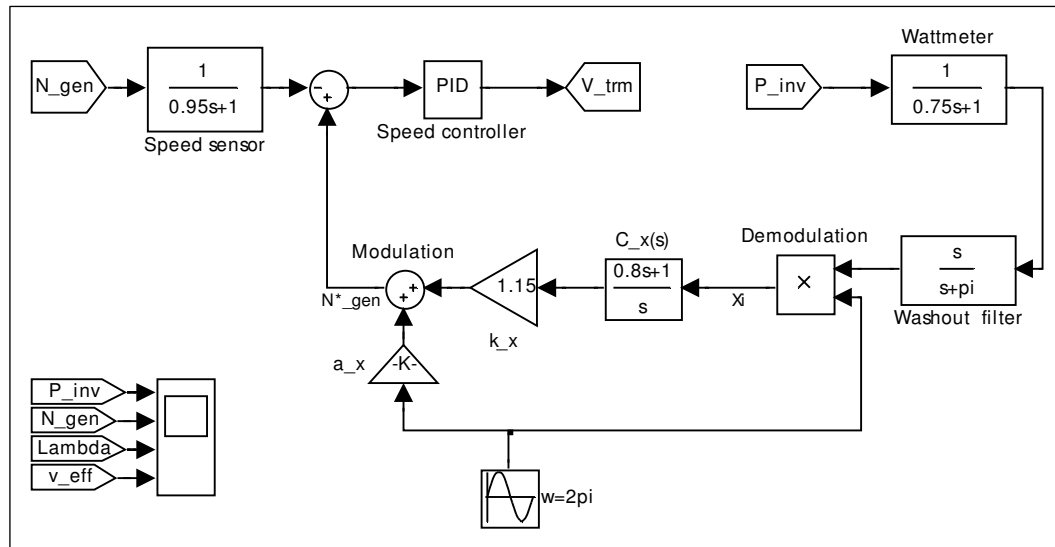 Wattmeter
N_gen
1
0.95s+1
Speed sensor
-
+
PID
Speed controller
V_trm
P_inv
1
0.75s+1
Modulation
N*_gen
+
+
1.15
k_x
C_x(s)
0.8s+1
s
Xi
Demodulation
×
s
s+pi
Washout filter
a_x
-K-
P_inv
N_gen
Lambda
v_eff
w=2pi